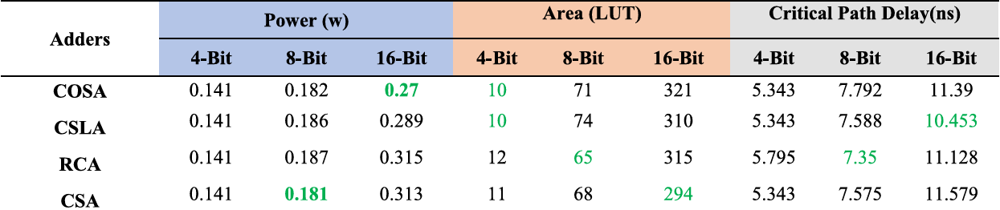 Adders Power (w) Area (LUT) Critical Path Delay(ns)
4-Bit 8-Bit 16-Bit 4-Bit 8-Bit 16-Bit 4-Bit 8-Bit 16-Bit
COSA 0.141 0.182 0.27 10 71 321 5.343 7.792 11.39
CSLA 0.141 0.186 0.289 10 74 310 5.343 7.588 10.453
RCA 0.141 0.187 0.315 12 65 315 5.795 7.35 11.128
CSA 0.141 0.181 0.313 11 68 294 5.343 7.575 11.579